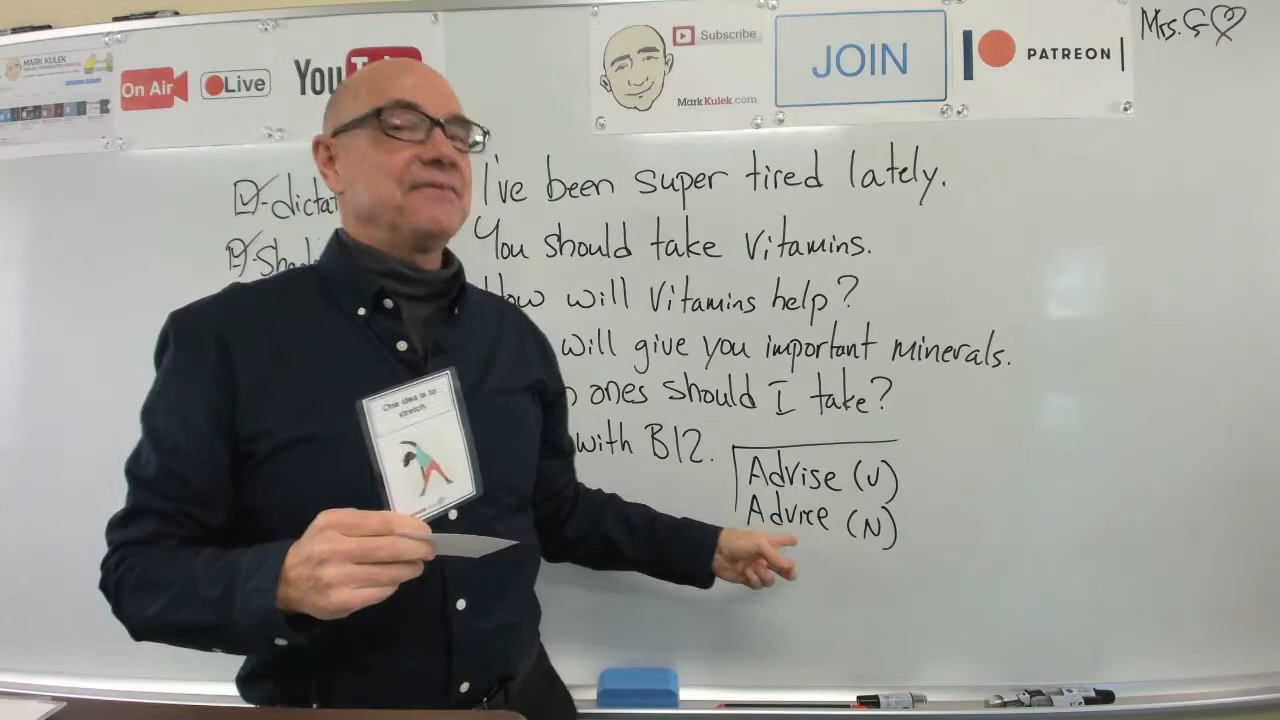 MARK KULEK
On Air
Live
You
Subscribe
MarkKulek.com
JOIN
PATREON
Mrs. G
dictat
Shad
I've been super tired lately.
You should take vitamins.
How will vitamins help?
will give you important minerals.
ones should I take?
with B12.
Advise (V)
Advice (N)
One idea is to
stretch.